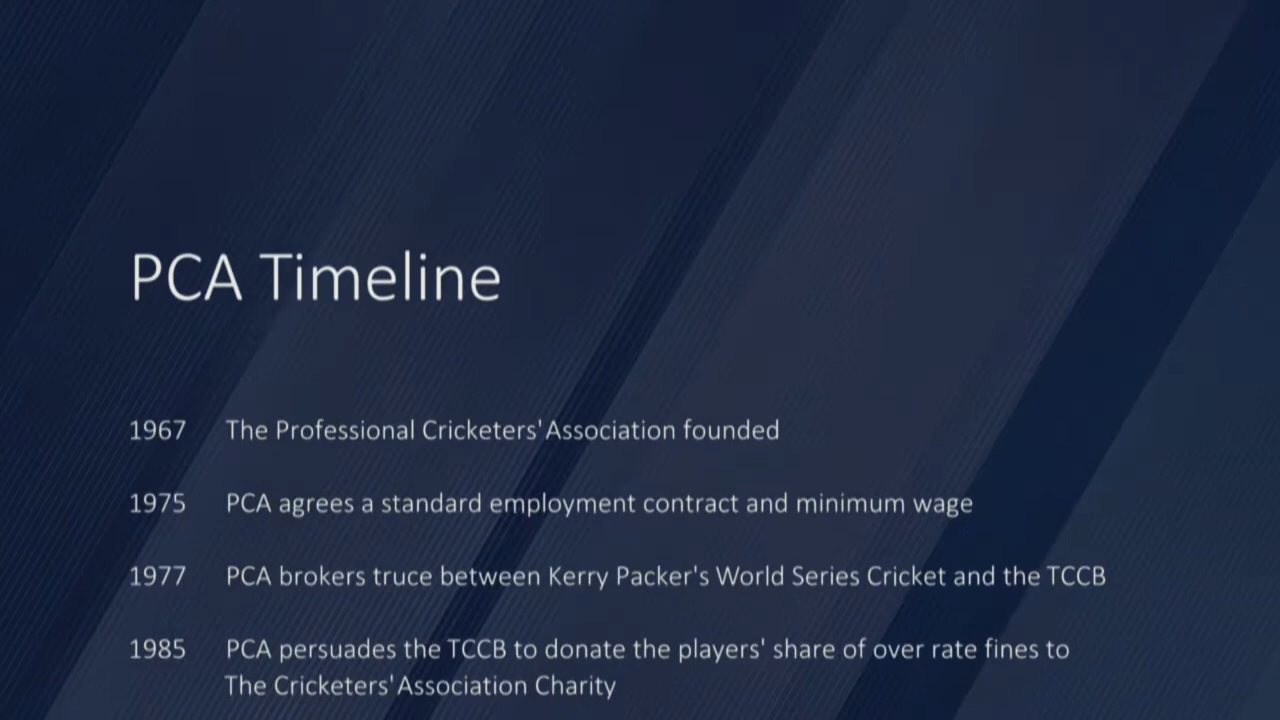 PCA Timeline
1967 The Professional Cricketers' Association founded
1975 PCA agrees a standard employment contract and minimum wage
1977 PCA brokers truce between Kerry Packer's World Series Cricket and the TCCB
1985 PCA persuades the TCCB to donate the players' share of over rate fines to
The Cricketers' Association Charity